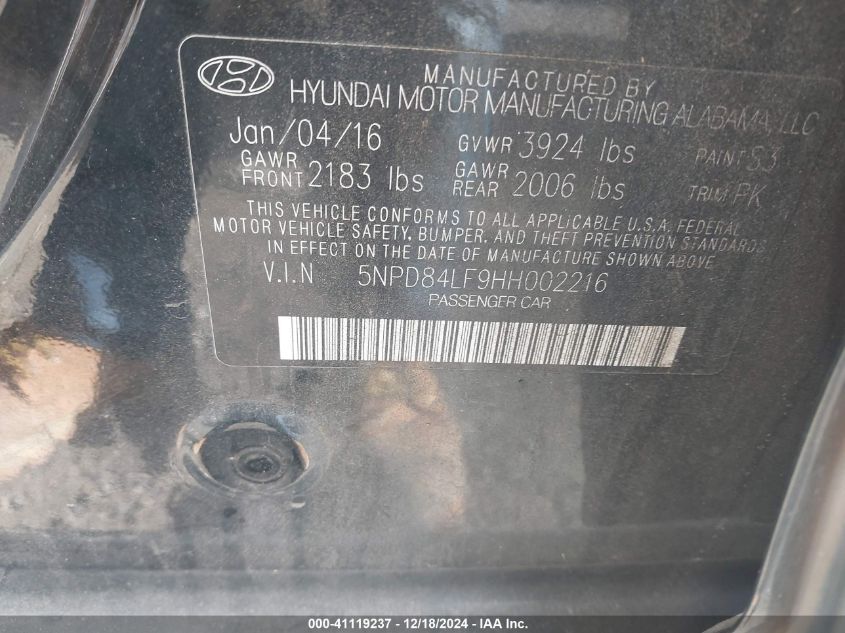 MANUFACTURED BY
HYUNDAI MOTOR MANUFACTURING ALABAMA, LLC
Jan/04/16 GVWR 3924 lbs PAINT S3
GAWR FRONT 2183 lbs GAWR REAR 2006 lbs TRIM PK
THIS VEHICLE CONFORMS TO ALL APPLICABLE U.S.A. FEDERAL
MOTOR VEHICLE SAFETY, BUMPER, AND THEFT PREVENTION STANDARDS
IN EFFECT ON THE DATE OF MANUFACTURE SHOWN ABOVE.
V.I.N 5NPD84LF9HH002216
PASSENGER CAR
000-41119237 - 12/18/2024 - IAA Inc.